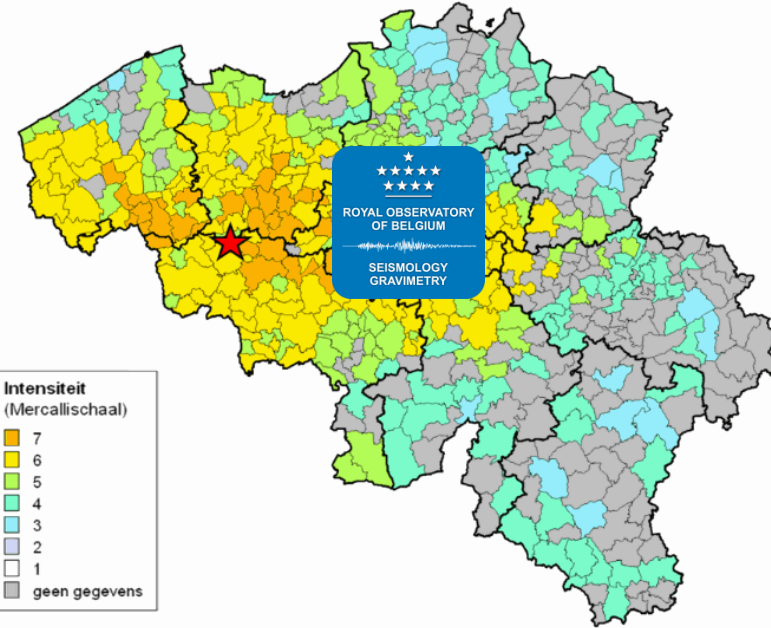 ROYAL OBSERVATORY
OF BELGIUM
SEISMOLOGY
GRAVIMETRY
Intensiteit
(Mercallischaal)
7
6
5
4
3
2
1
geen gegevens